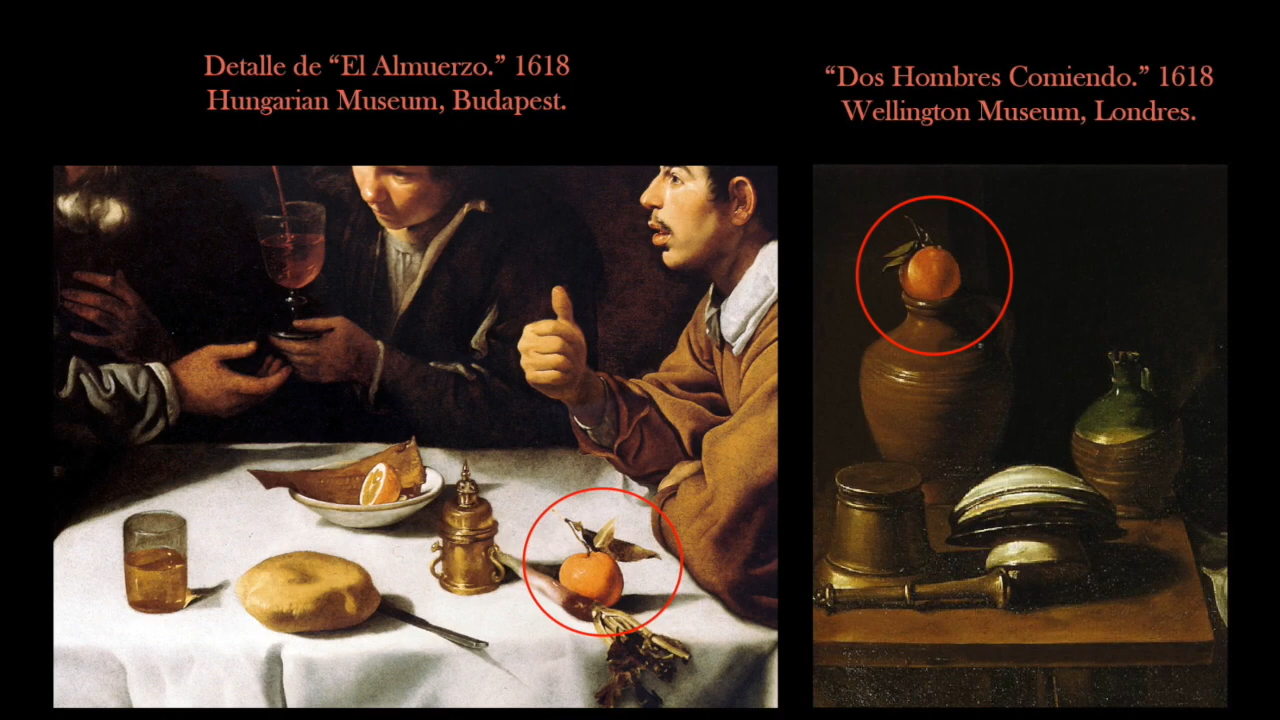 Detalle de “El Almuerzo.” 1618
Hungarian Museum, Budapest.
“Dos Hombres Comiendo.” 1618
Wellington Museum, Londres.